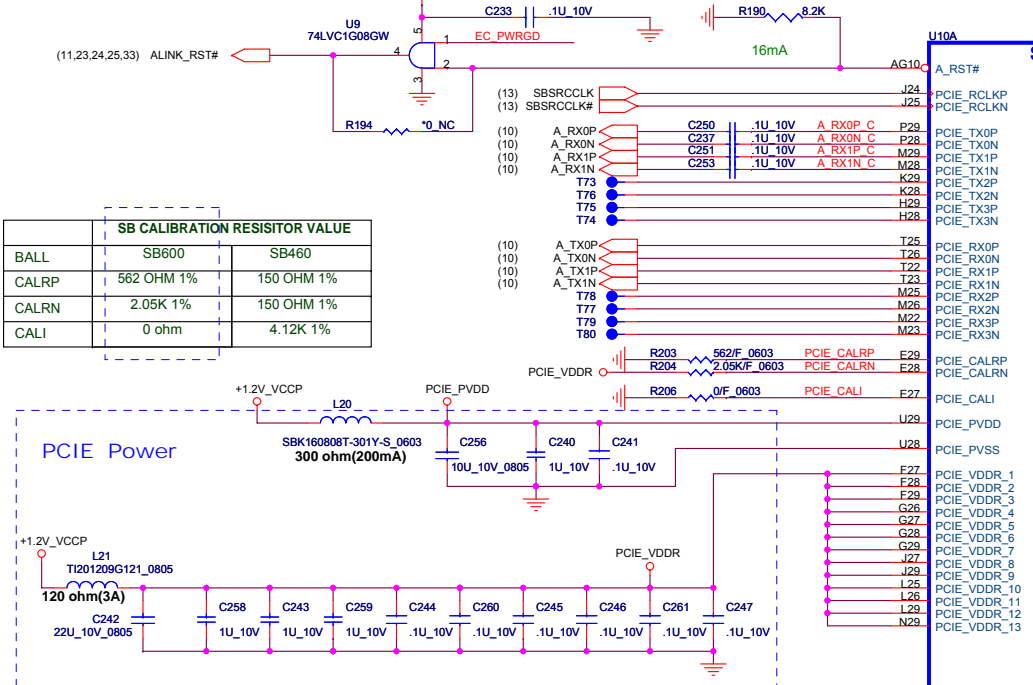 C233 .1U_10V
R190 8.2K
U9
74LVC1G08GW
5
1 EC_PWRGD
4
2
3
16mA
U10A
S
(11,23,24,25,33) ALINK_RST#
AG10 A_RST#
R194 *0_NC
(13) SBSRCCLK J24 PCIE_RCLKP
(13) SBSRCCLK# J25 PCIE_RCLKN
(10) A_RX0P C250 .1U_10V A_RX0P_C P29 PCIE_TX0P
(10) A_RX0N C237 .1U_10V A_RX0N_C P28 PCIE_TX0N
(10) A_RX1P C251 .1U_10V A_RX1P_C M29 PCIE_TX1P
(10) A_RX1N C253 .1U_10V A_RX1N_C M28 PCIE_TX1N
T73 K29 PCIE_TX2P
T76 K28 PCIE_TX2N
T75 H29 PCIE_TX3P
T74 H28 PCIE_TX3N
(10) A_TX0P T25 PCIE_RX0P
(10) A_TX0N T26 PCIE_RX0N
(10) A_TX1P T22 PCIE_RX1P
(10) A_TX1N T23 PCIE_RX1N
T78 M25 PCIE_RX2P
T77 M26 PCIE_RX2N
T79 M22 PCIE_RX3P
T80 M23 PCIE_RX3N
SB CALIBRATION RESISITOR VALUE
BALL SB600 SB460
CALRP 562 OHM 1% 150 OHM 1%
CALRN 2.05K 1% 150 OHM 1%
CALI 0 ohm 4.12K 1%
R203 562/F_0603 PCIE_CALRP E29 PCIE_CALRP
PCIE_VDDR R204 2.05K/F_0603 PCIE_CALRN E28 PCIE_CALRN
R206 0/F_0603 PCIE_CALI E27 PCIE_CALI
+1.2V_VCCP
L20
PCIE_PVDD
U29 PCIE_PVDD
SBK160808T-301Y-S_0603
300 ohm(200mA)
C256
10U_10V_0805
C240
1U_10V
C241
.1U_10V
U28 PCIE_PVSS
PCIE Power
F27 PCIE_VDDR_1
F28 PCIE_VDDR_2
F29 PCIE_VDDR_3
G26 PCIE_VDDR_4
G27 PCIE_VDDR_5
G28 PCIE_VDDR_6
G29 PCIE_VDDR_7
J27 PCIE_VDDR_8
J29 PCIE_VDDR_9
L25 PCIE_VDDR_10
L26 PCIE_VDDR_11
L29 PCIE_VDDR_12
N29 PCIE_VDDR_13
+1.2V_VCCP
L21
TI201209G121_0805
120 ohm(3A)
PCIE_VDDR
C242
22U_10V_0805
C258
1U_10V
C243
1U_10V
C259
1U_10V
C244
.1U_10V
C260
.1U_10V
C245
.1U_10V
C246
.1U_10V
C261
.1U_10V
C247
.1U_10V